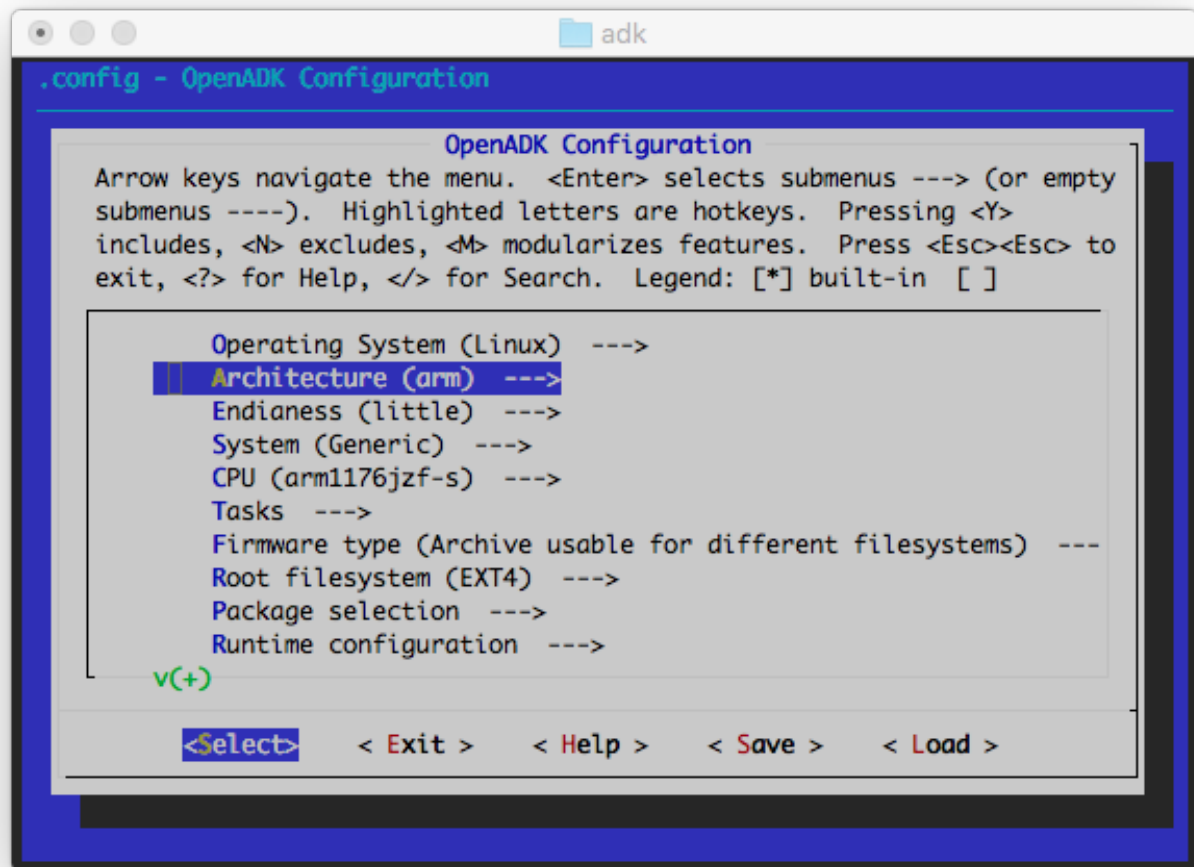 adk
.config - OpenADK Configuration
OpenADK Configuration
Arrow keys navigate the menu.  <Enter> selects submenus ---> (or empty
submenus ----).  Highlighted letters are hotkeys.  Pressing <Y>
includes, <N> excludes, <M> modularizes features.  Press <Esc><Esc> to
exit, <?> for Help, </> for Search.  Legend: [*] built-in  [ ]
Operating System (Linux)  --->
Architecture (arm)  --->
Endianess (little)  --->
System (Generic)  --->
CPU (arm1176jzf-s)  --->
Tasks  --->
Firmware type (Archive usable for different filesystems)  ---
Root filesystem (EXT4)  --->
Package selection  --->
Runtime configuration  --->
v(+)
<Select>    < Exit >    < Help >    < Save >    < Load >